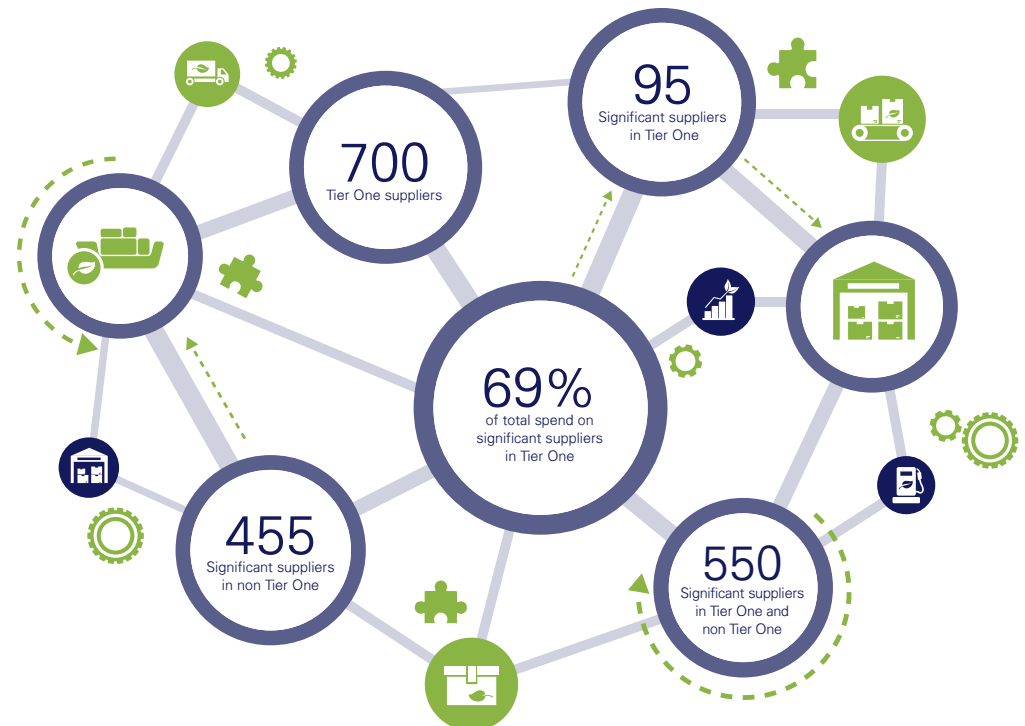 95
Significant suppliers
in Tier One
700
Tier One suppliers
69%
of total spend on
significant suppliers
in Tier One
455
Significant suppliers
in non Tier One
550
Significant suppliers
in Tier One and
non Tier One